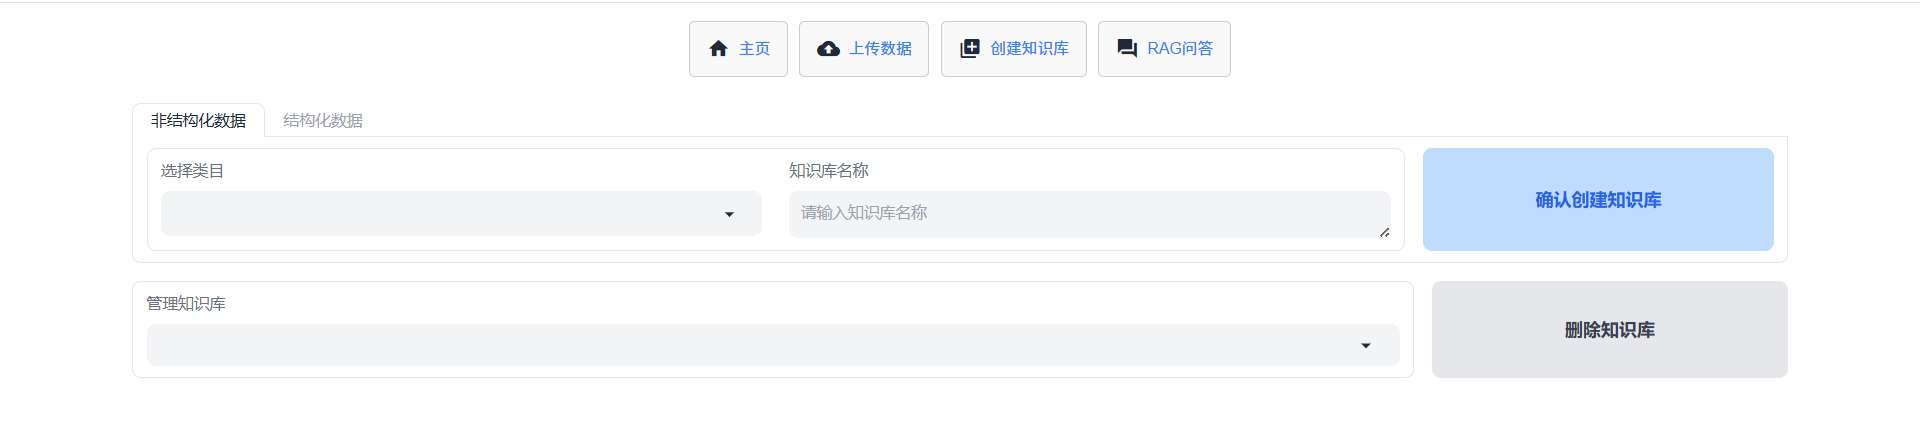 主页
上传数据
创建知识库
RAG问答
非结构化数据
结构化数据
选择类目
知识库名称
请输入知识库名称
确认创建知识库
管理知识库
删除知识库